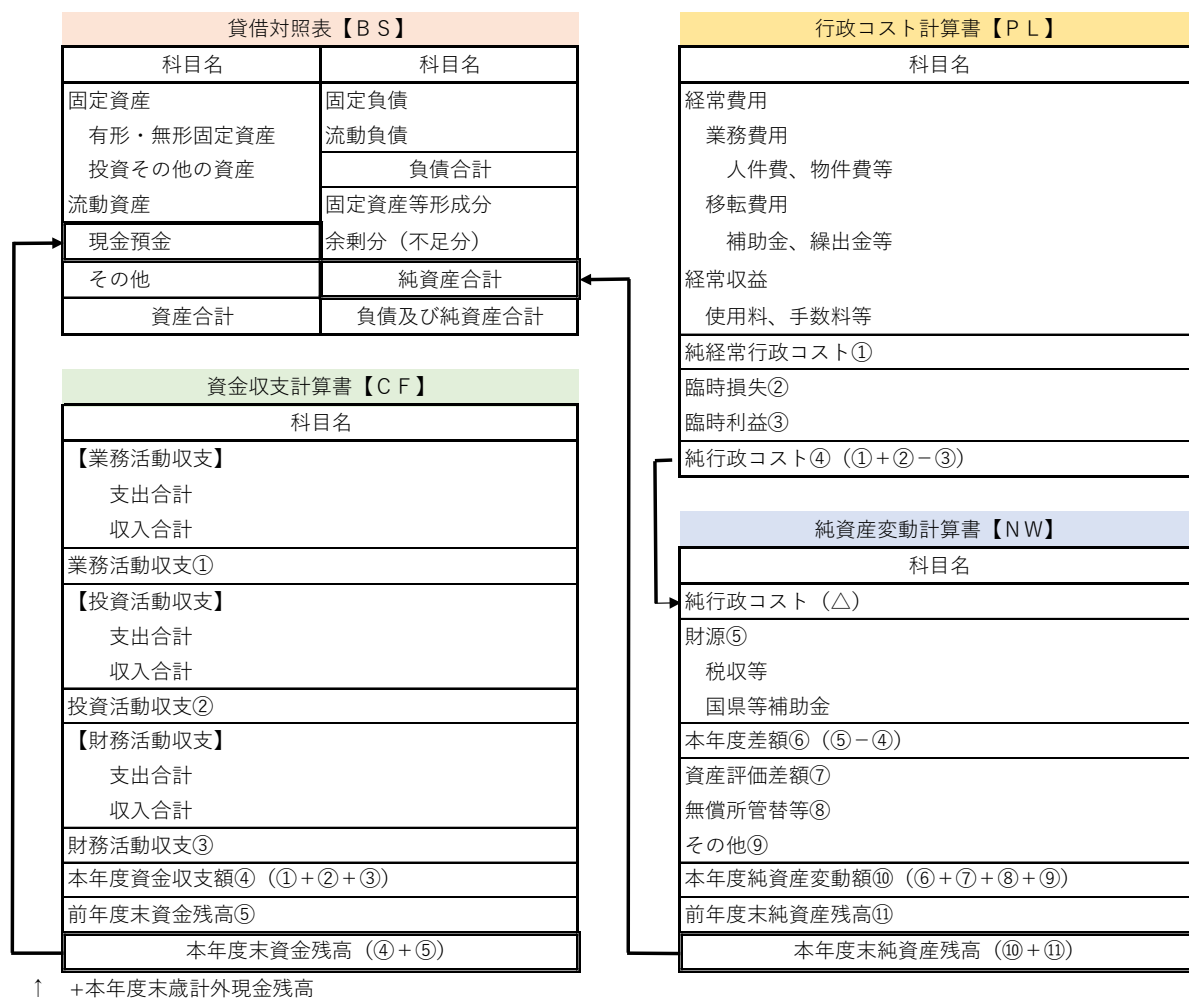 貸借対照表【ＢＳ】
科目名 科目名
固定資産 固定負債
有形・無形固定資産 流動負債
投資その他の資産 負債合計
流動資産 固定資産等形成分
現金預金 余剰分（不足分）
その他 純資産合計
資産合計 負債及び純資産合計
資金収支計算書【ＣＦ】
科目名
【業務活動収支】
支出合計
収入合計
業務活動収支①
【投資活動収支】
支出合計
収入合計
投資活動収支②
【財務活動収支】
支出合計
収入合計
財務活動収支③
本年度資金収支額④（①＋②＋③）
前年度末資金残高⑤
本年度末資金残高（④＋⑤）
↑ +本年度末歳計外現金残高
行政コスト計算書【ＰＬ】
科目名
経常費用
業務費用
人件費、物件費等
移転費用
補助金、繰出金等
経常収益
使用料、手数料等
純経常行政コスト①
臨時損失②
臨時利益③
純行政コスト④（①＋②－③）
純資産変動計算書【ＮＷ】
科目名
純行政コスト（△）
財源⑤
税収等
国県等補助金
本年度差額⑥（⑤－④）
資産評価差額⑦
無償所管替等⑧
その他⑨
本年度純資産変動額⑩（⑥＋⑦＋⑧＋⑨）
前年度末純資産残高⑪
本年度末純資産残高（⑩＋⑪）